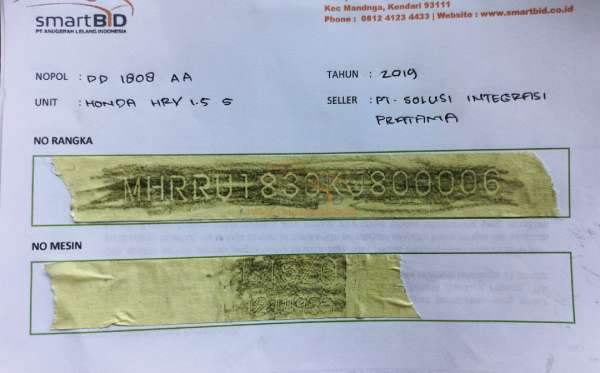 smartBID
PT ANUGERAH LELANG INDONESIA
Kec Mandnga, Kendari 93111
Phone : 0812 4123 4433 | Website : www.smartbid.co.id
NOPOL : DD 1808 AA
TAHUN : 2019
UNIT : HONDA HRV 1.5 S
SELLER : PT. SOLUSI INTEGRASI
PRATAMA
NO RANGKA
MHRRU1830KJ800006
NO MESIN